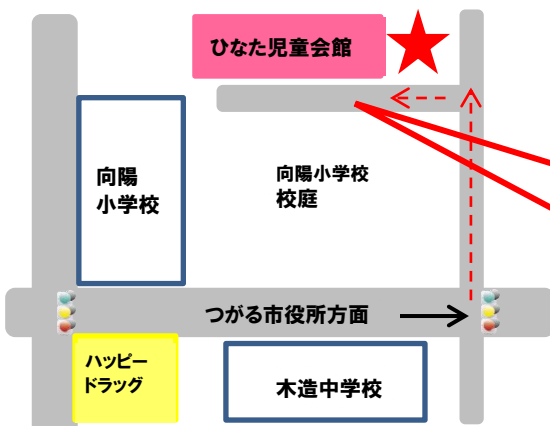 ひなた児童会館
向陽
小学校
向陽小学校
校庭
つがる市役所方面
ハッピー
ドラッグ
木造中学校